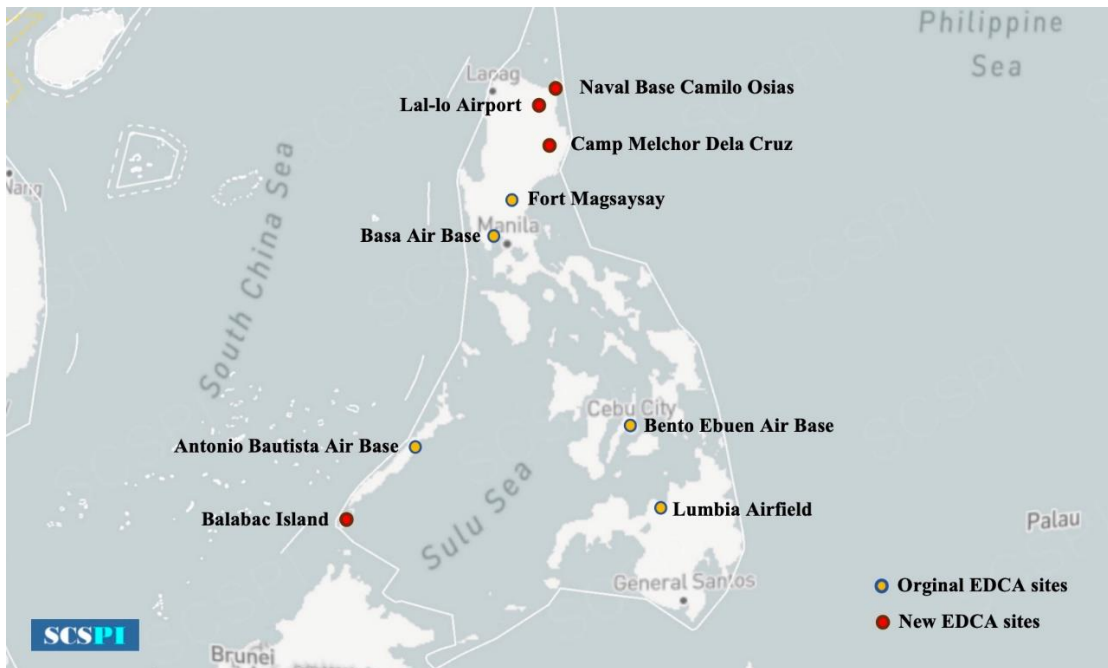 Philippine
Sea
Laoag
Naval Base Camilo Osias
Lal-lo Airport
Camp Melchor Dela Cruz
Nang
South China Sea
Fort Magsaysay
Manila
Basa Air Base
Cebu City
Bento Ebuen Air Base
Antonio Bautista Air Base
Sulu Sea
Lumbia Airfield
Balabac Island
Palau
General Santos
Orginal EDCA sites
New EDCA sites
SCSPI
Brunei